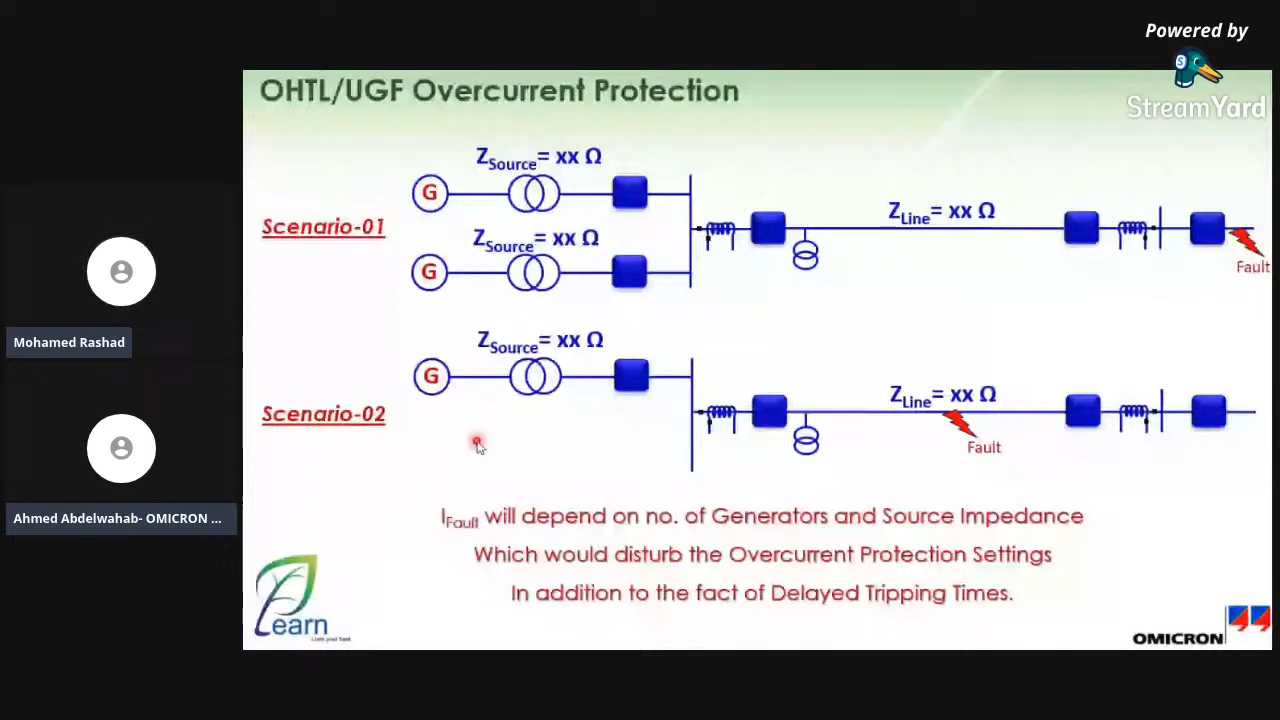 Powered by
StreamYard
OHTL/UGF Overcurrent Protection
ZSource= xx Ω
G
Scenario-01
ZSource= xx Ω
G
ZLine= xx Ω
Fault
ZSource= xx Ω
G
Scenario-02
ZLine= xx Ω
Fault
IFault will depend on no. of Generators and Source Impedance
Which would disturb the Overcurrent Protection Settings
In addition to the fact of Delayed Tripping Times.
Mohamed Rashad
Ahmed Abdelwahab- OMICRON ...
Learn
OMICRON